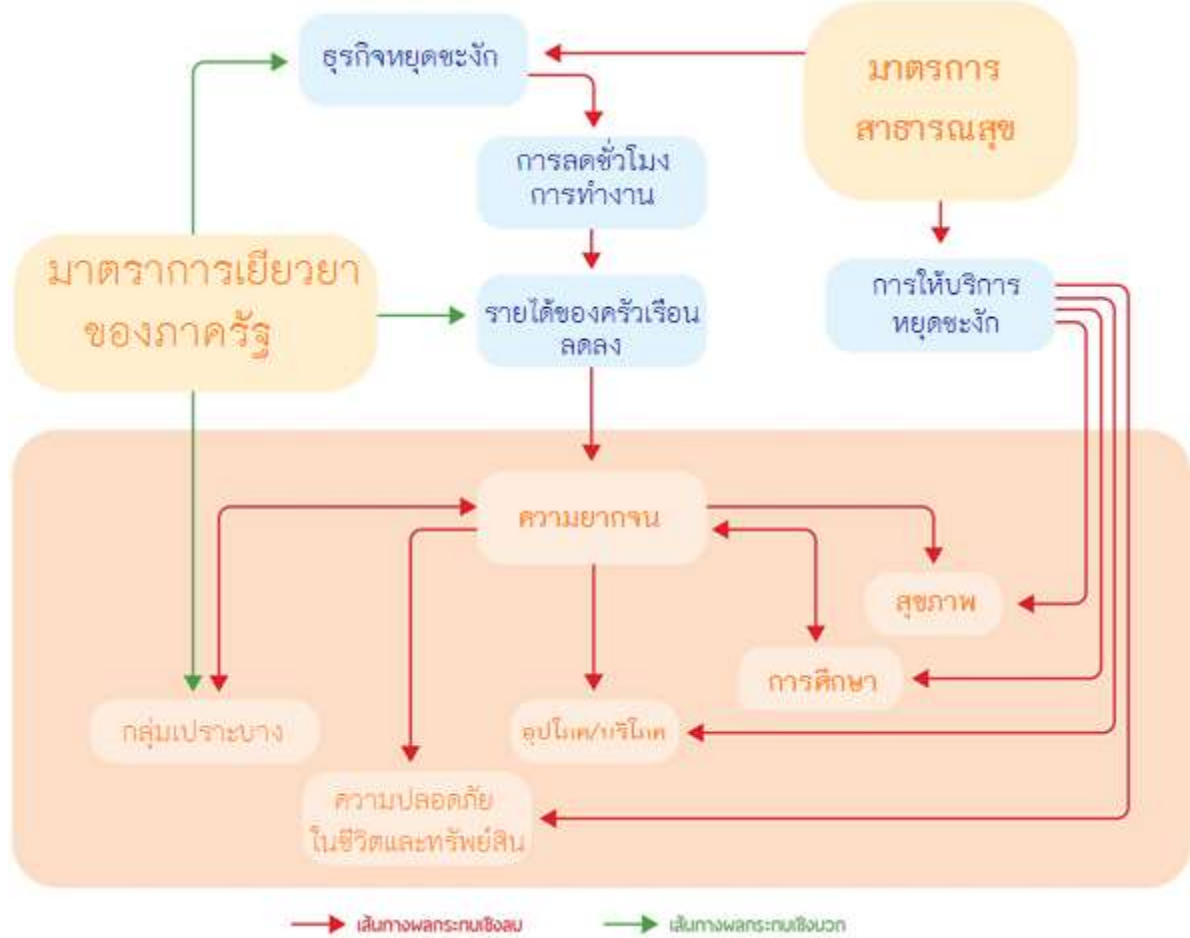 ธุรกิจหยุดชะงัก
มาตรการ
สาธารณสุข
การลดชั่วโมง
การทำงาน
มาตราการเยียวยา
ของภาครัฐ
รายได้ของครัวเรือน
ลดลง
การให้บริการ
หยุดชะงัก
ความยากจน
สุขภาพ
การศึกษา
กลุ่มเปราะบาง
อุปโภค/บริโภค
ความปลอดภัย
ในชีวิตและทรัพย์สิน
เส้นทางผลกระทบเชิงลบ
เส้นทางผลกระทบเชิงบวก